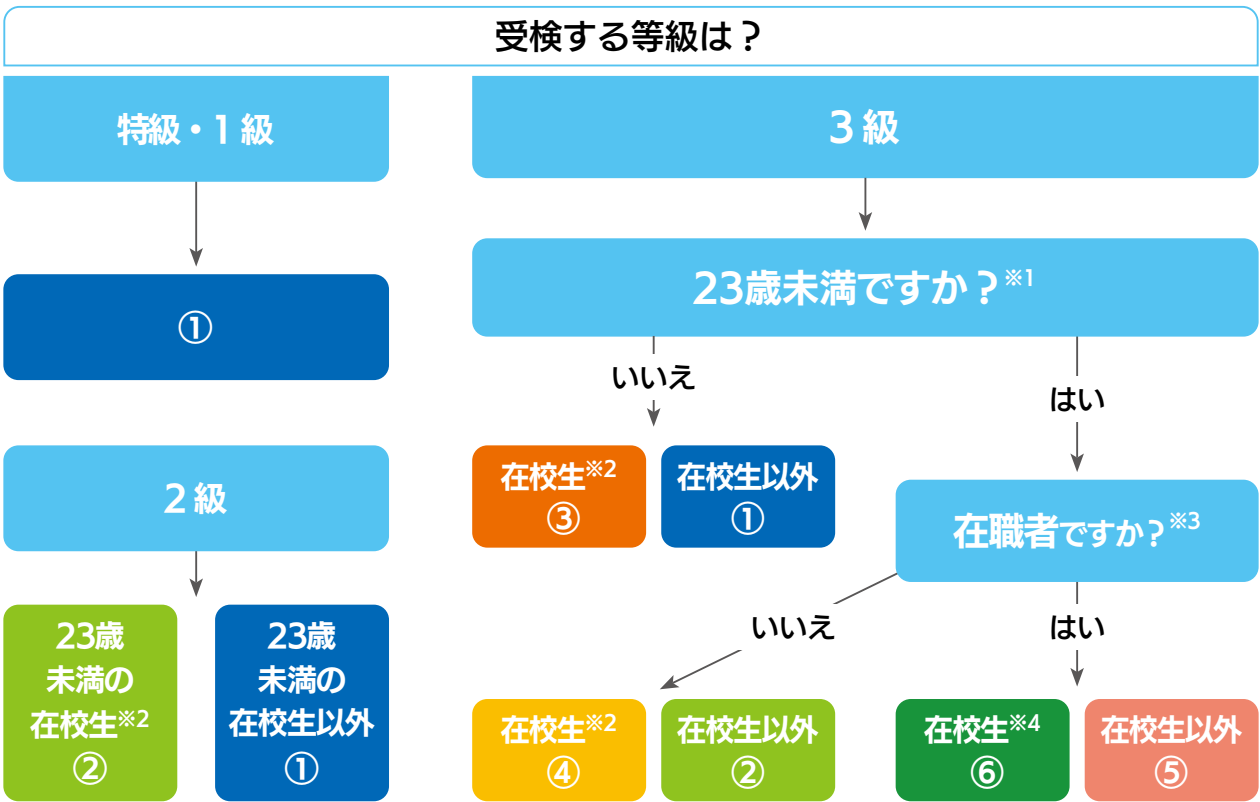 受検する等級は？
特級・1級
①
2級
23歳
未満の
在校生※2
②
23歳
未満の
在校生以外
①
3級
23歳未満ですか？※1
いいえ
はい
在校生※2
③
在校生以外
①
在職者ですか？※3
いいえ
はい
在校生※2
④
在校生以外
②
在校生※4
⑥
在校生以外
⑤